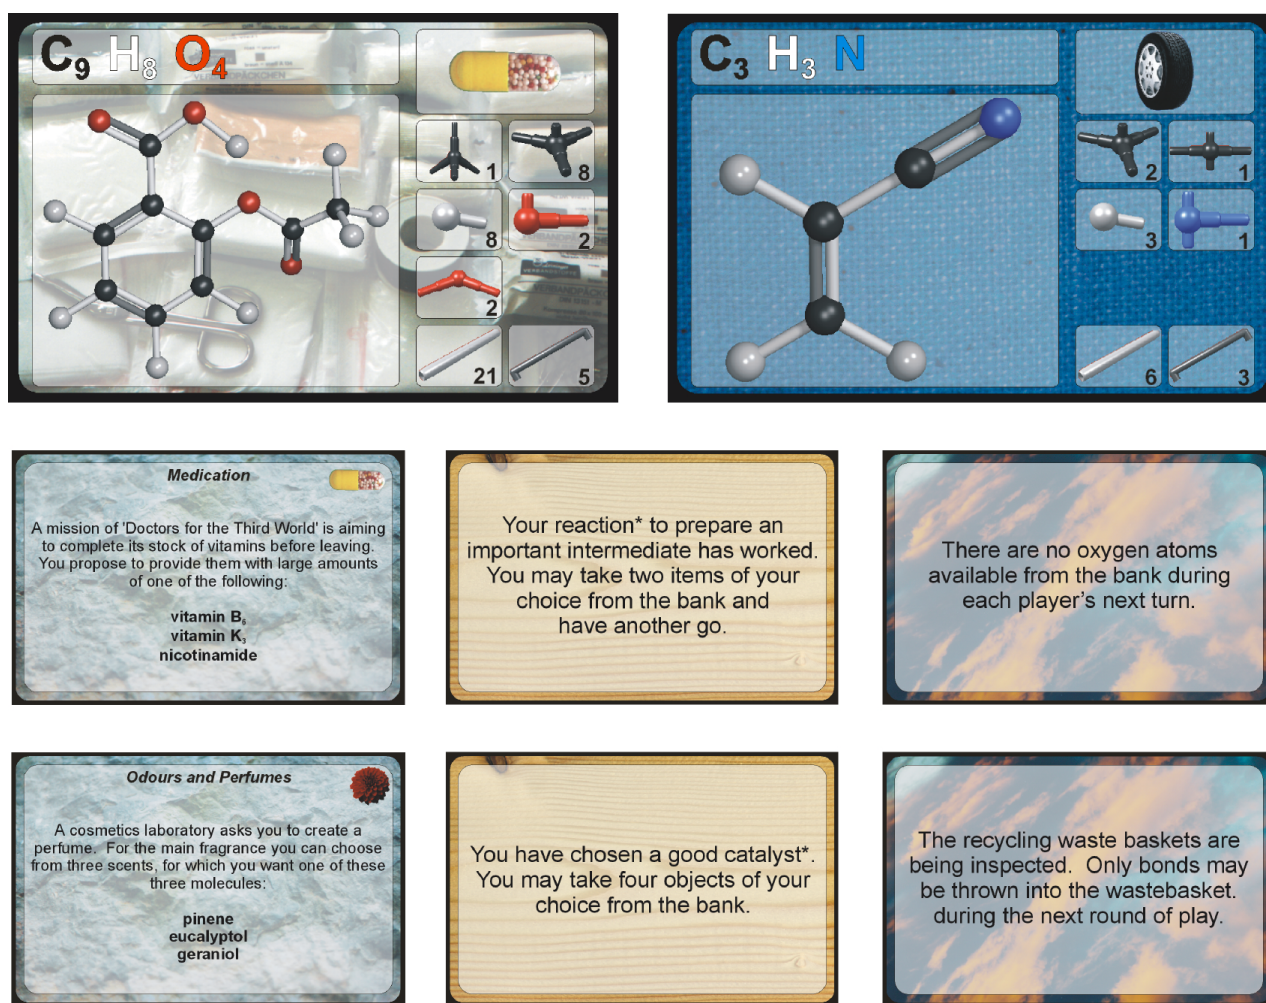 C9 H8 O4
1
8
8
2
2
21
5
C3 H3 N
2
1
3
1
6
3
Medication
A mission of 'Doctors for the Third World' is aiming
to complete its stock of vitamins before leaving.
You propose to provide them with large amounts
of one of the following:
vitamin B6
vitamin K3
nicotinamide
Your reaction* to prepare an
important intermediate has worked.
You may take two items of your
choice from the bank and
have another go.
There are no oxygen atoms
available from the bank during
each player's next turn.
Odours and Perfumes
A cosmetics laboratory asks you to create a
perfume. For the main fragrance you can choose
from three scents, for which you want one of these
three molecules:
pinene
eucalyptol
geraniol
You have chosen a good catalyst*.
You may take four objects of your
choice from the bank.
The recycling waste baskets are
being inspected. Only bonds may
be thrown into the wastebasket.
during the next round of play.